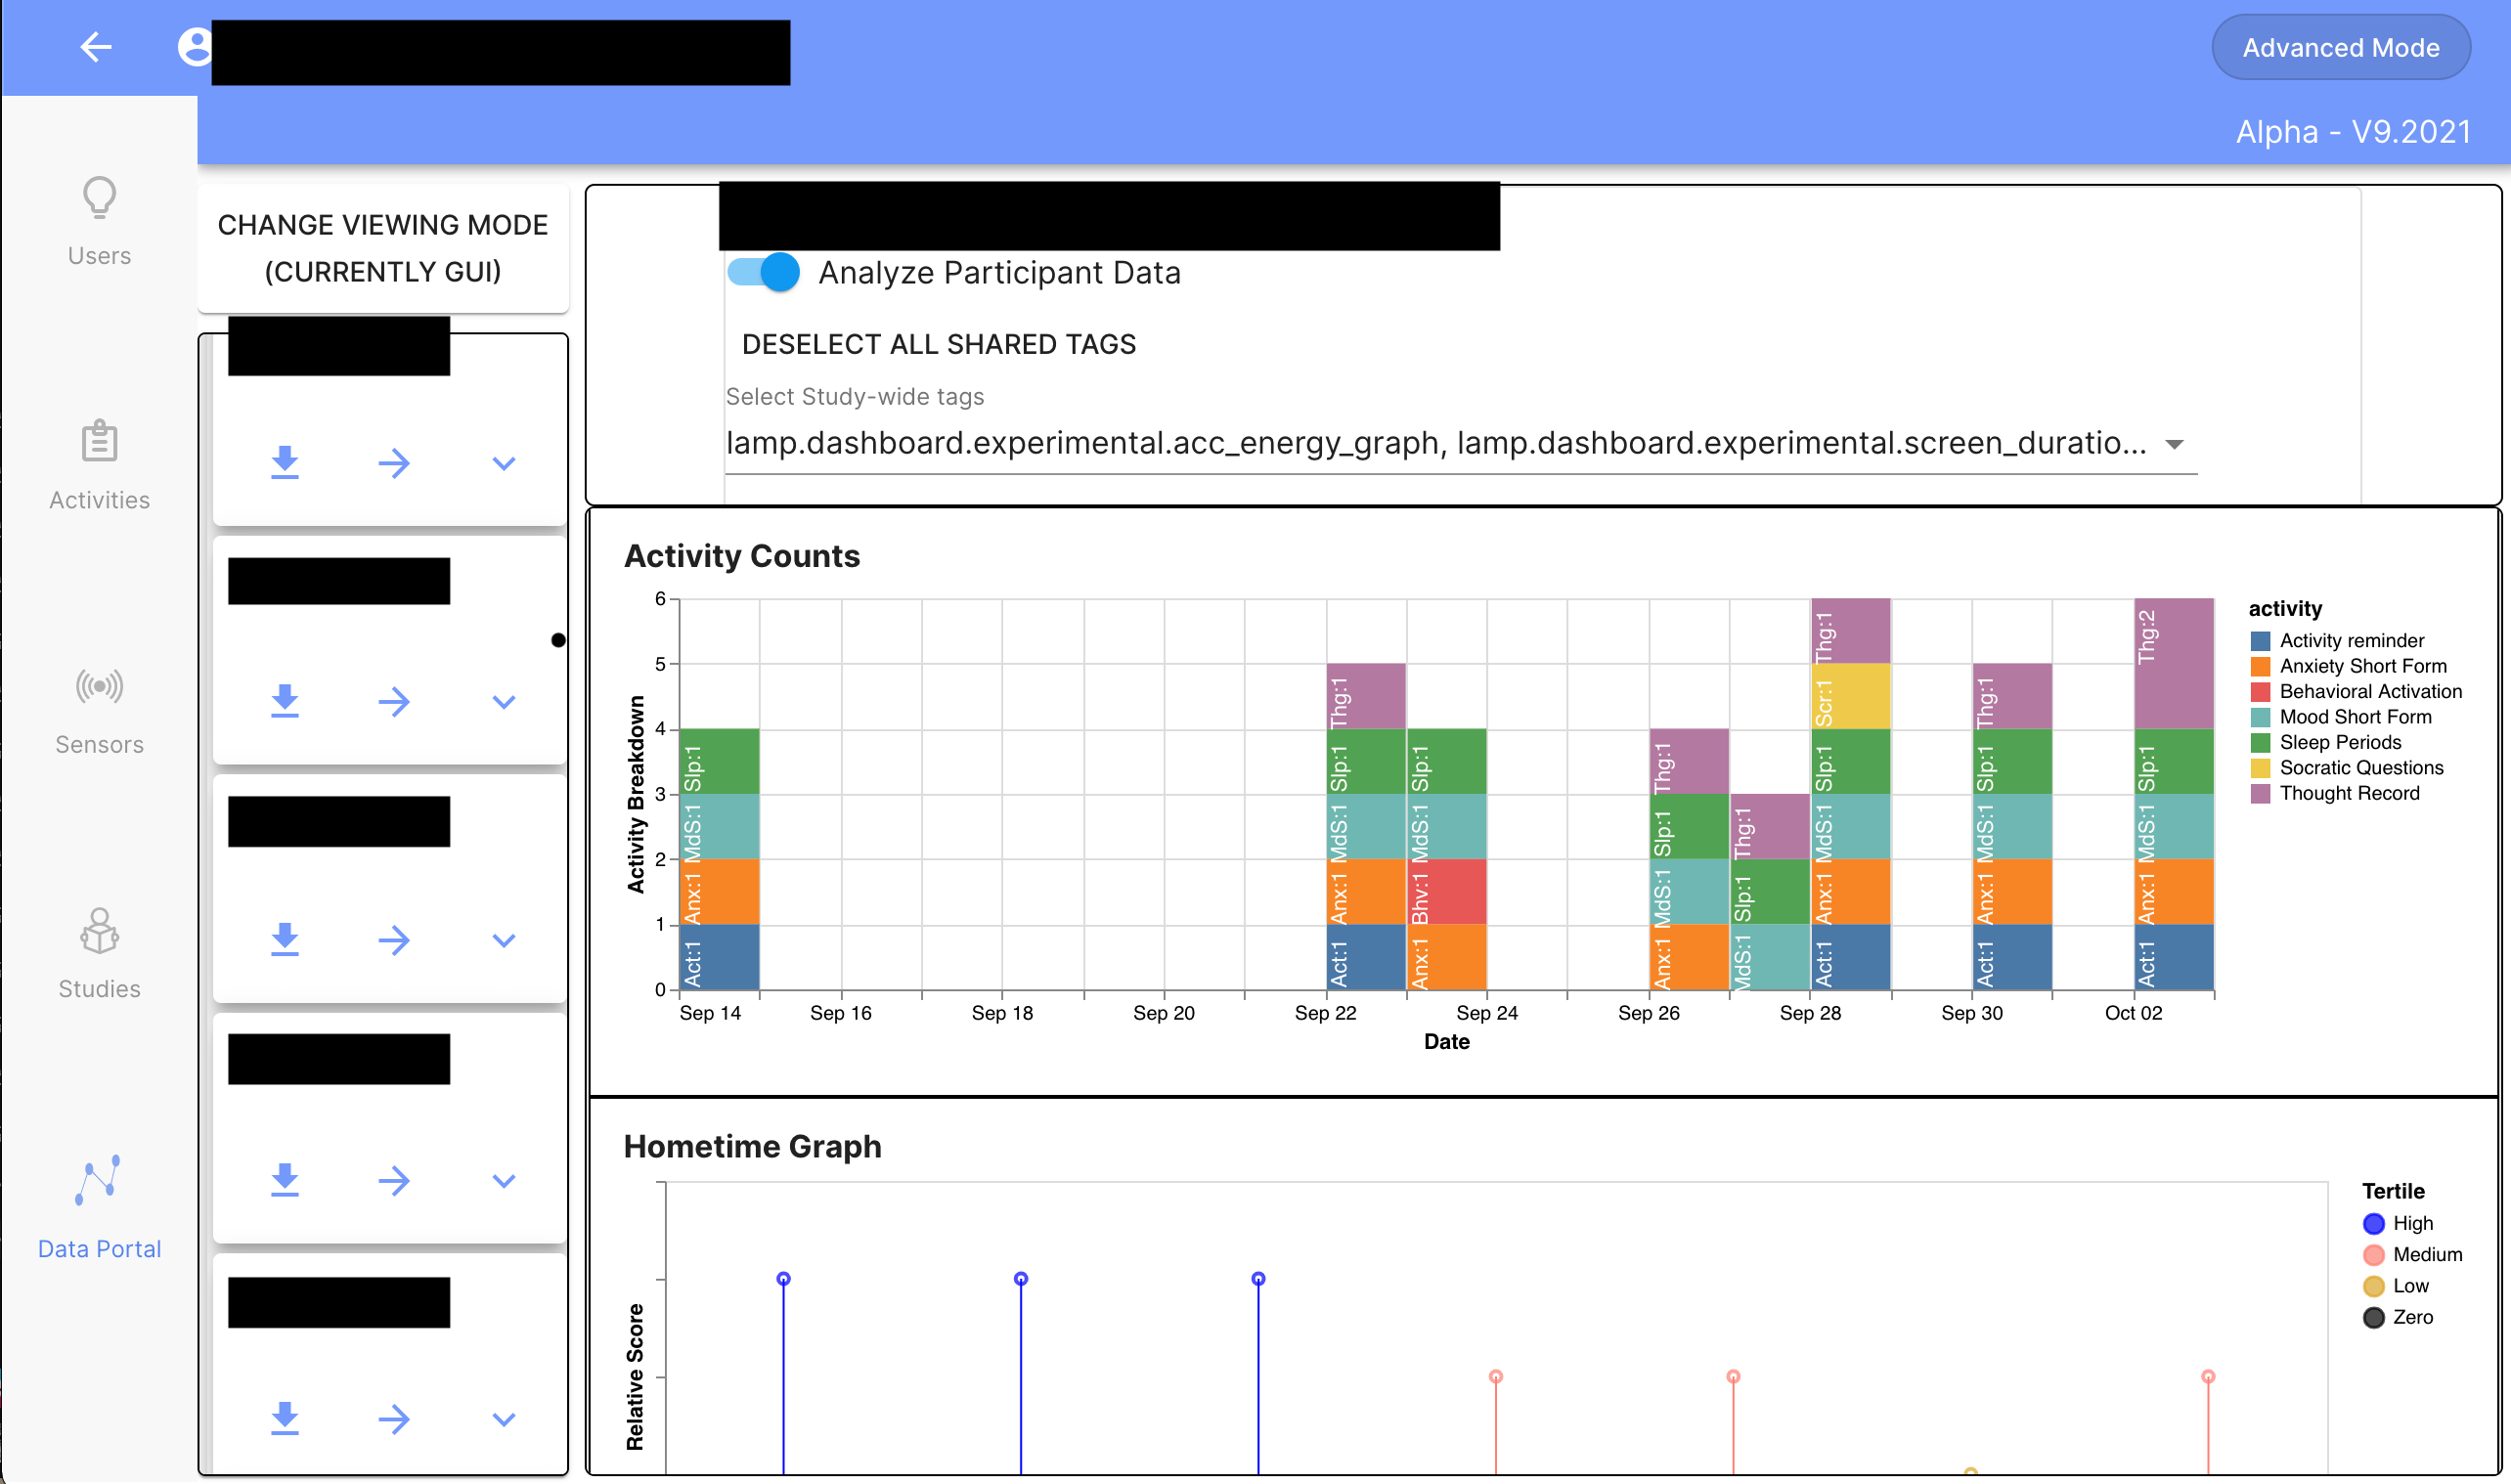 Advanced Mode
Alpha - V9.2021
Users
Activities
Sensors
Studies
Data Portal
CHANGE VIEWING MODE
(CURRENTLY GUI)
Analyze Participant Data
DESELECT ALL SHARED TAGS
Select Study-wide tags
lamp.dashboard.experimental.acc_energy_graph, lamp.dashboard.experimental.screen_duratio...
Activity Counts
Activity Breakdown
6
5
4
3
2
1
0
Slp:1
MdS:1
Anx:1
Act:1
Thg:1
Slp:1
MdS:1
Anx:1
Act:1
Slp:1
MdS:1
Bhv:1
Anx:1
Thg:1
Slp:1
MdS:1
Anx:1
Thg:1
Slp:1
MdS:1
Thg:1
Scr:1
Slp:1
MdS:1
Anx:1
Act:1
Thg:1
Slp:1
MdS:1
Anx:1
Act:1
Thg:2
Slp:1
MdS:1
Anx:1
Act:1
Sep 14 Sep 16 Sep 18 Sep 20 Sep 22 Sep 24 Sep 26 Sep 28 Sep 30 Oct 02
Date
activity
Activity reminder
Anxiety Short Form
Behavioral Activation
Mood Short Form
Sleep Periods
Socratic Questions
Thought Record
Hometime Graph
Relative Score
Tertile
High
Medium
Low
Zero